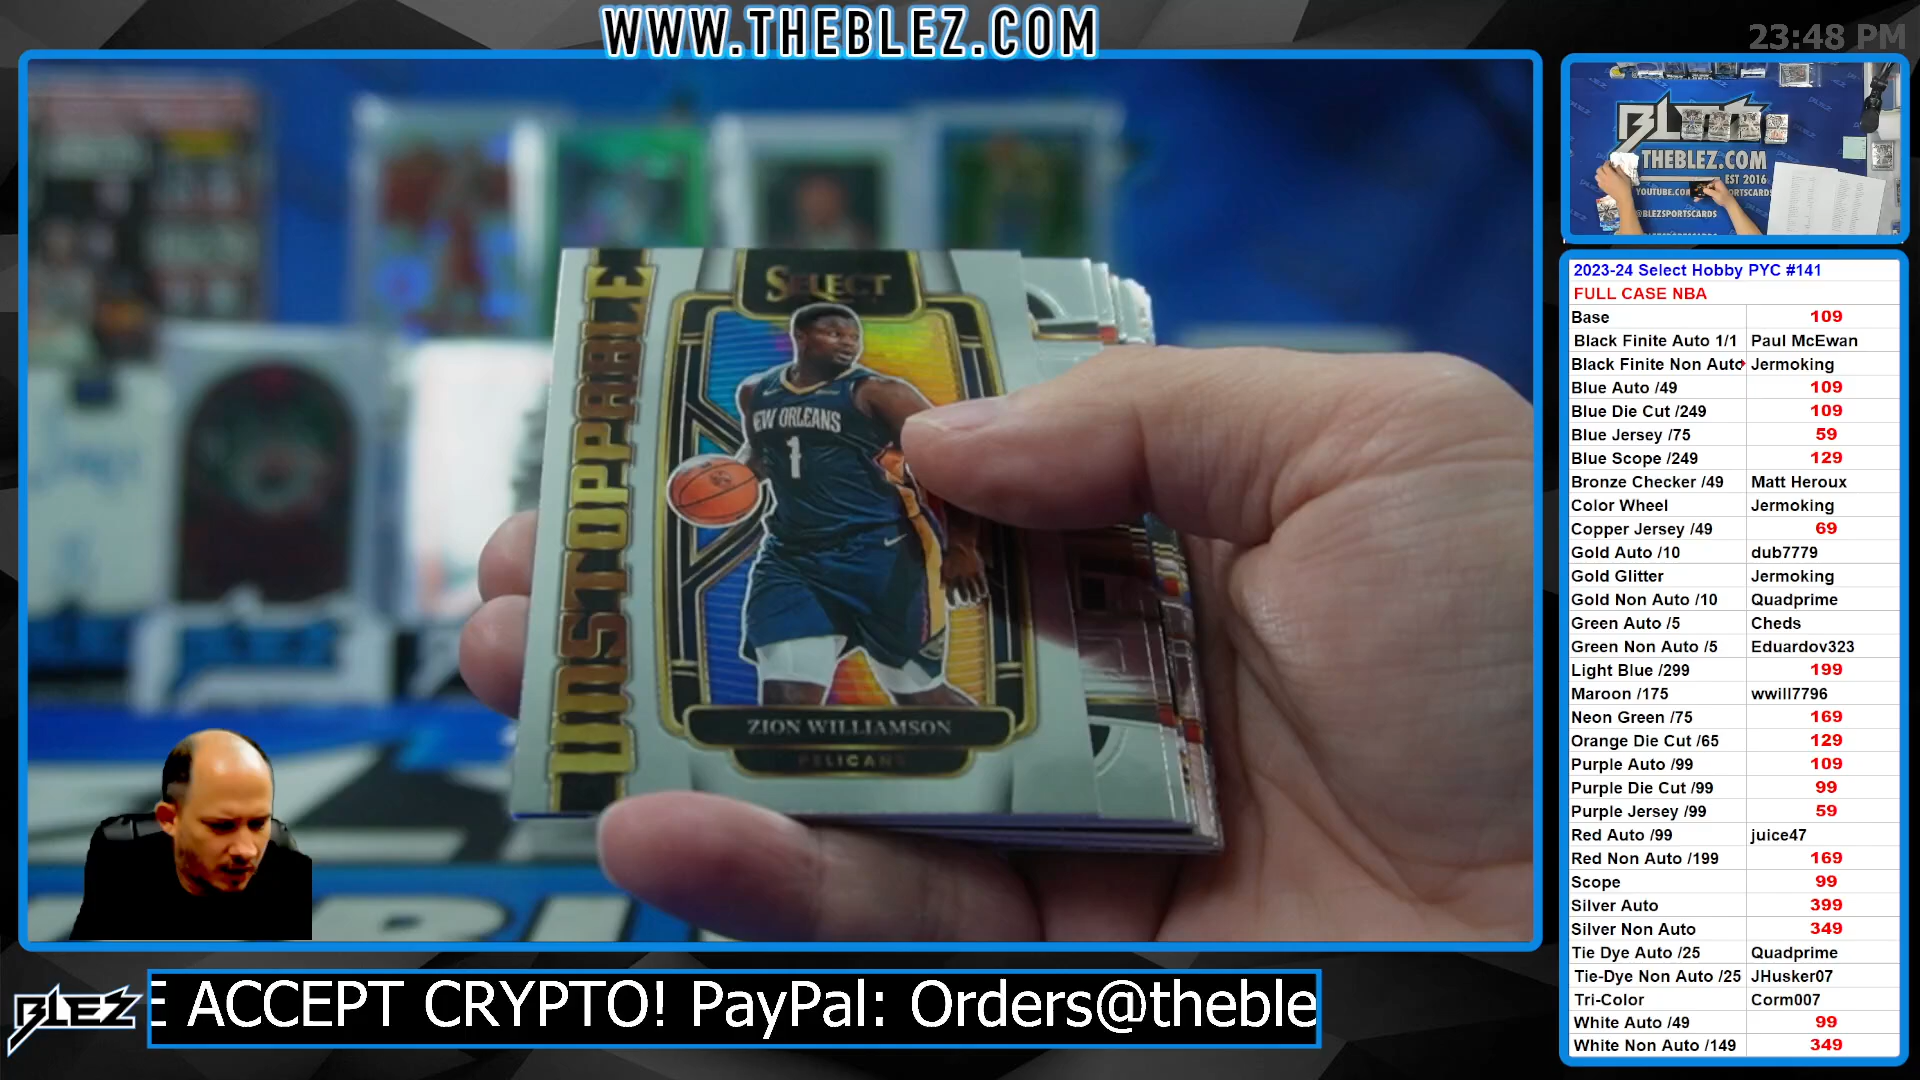 WWW.THEBLEZ.COM
23:48 PM
BLEZ
THEBLEZ.COM
EST 2016
@BLEZSPORTSCARDS
SELECT
UNSTOPPABLE
NEW ORLEANS
1
ZION WILLIAMSON
PELICANS
2023-24 Select Hobby PYC #141
FULL CASE NBA
Base 109
Black Finite Auto 1/1 Paul McEwan
Black Finite Non Auto Jermoking
Blue Auto /49 109
Blue Die Cut /249 109
Blue Jersey /75 59
Blue Scope /249 129
Bronze Checker /49 Matt Heroux
Color Wheel Jermoking
Copper Jersey /49 69
Gold Auto /10 dub7779
Gold Glitter Jermoking
Gold Non Auto /10 Quadprime
Green Auto /5 Cheds
Green Non Auto /5 Eduardov323
Light Blue /299 199
Maroon /175 wwill7796
Neon Green /75 169
Orange Die Cut /65 129
Purple Auto /99 109
Purple Die Cut /99 99
Purple Jersey /99 59
Red Auto /99 juice47
Red Non Auto /199 169
Scope 99
Silver Auto 399
Silver Non Auto 349
Tie Dye Auto /25 Quadprime
Tie-Dye Non Auto /25 JHusker07
Tri-Color Corm007
White Auto /49 99
White Non Auto /149 349
BLEZ
E ACCEPT CRYPTO! PayPal: Orders@theble